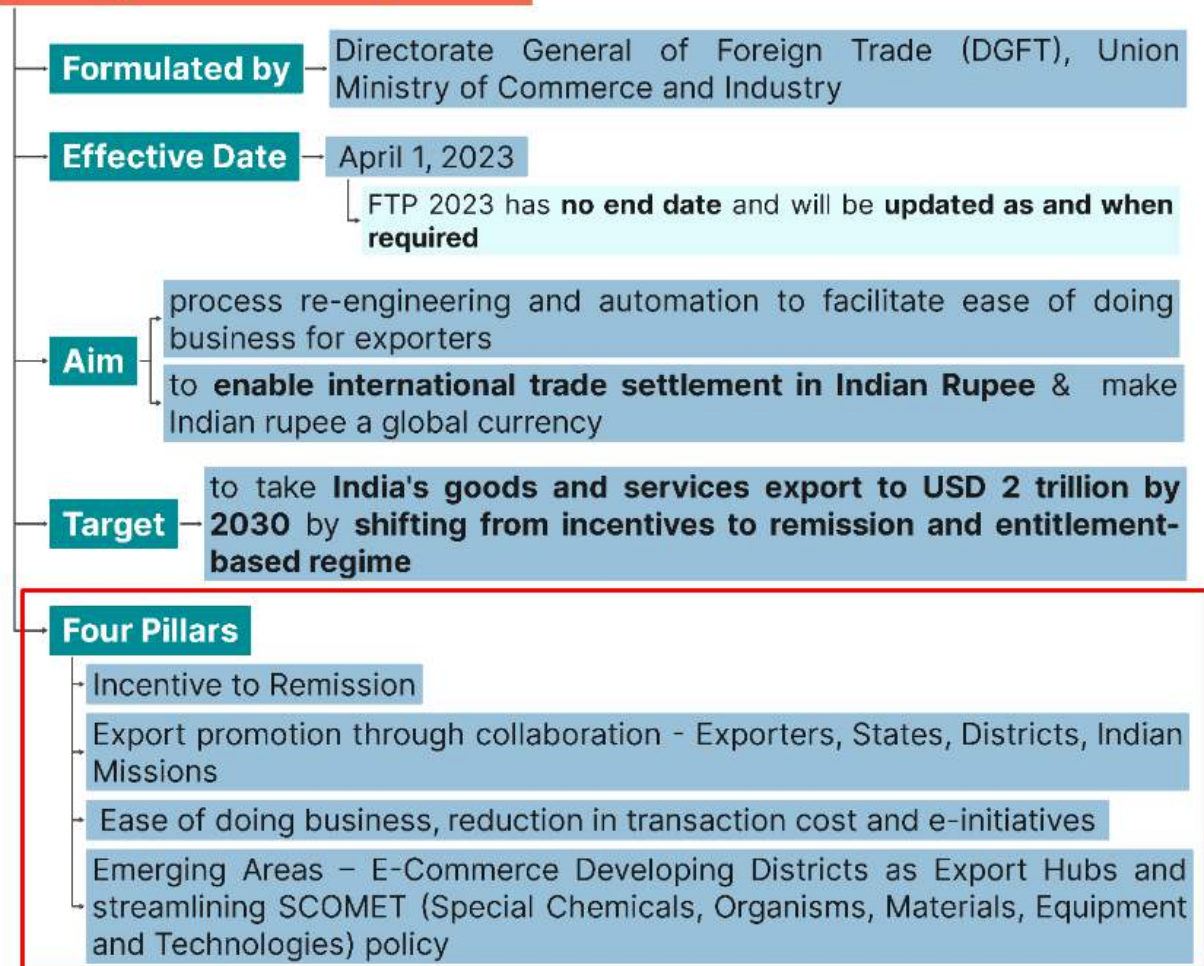 Formulated by
Directorate General of Foreign Trade (DGFT), Union
Ministry of Commerce and Industry
Effective Date
April 1, 2023
FTP 2023 has no end date and will be updated as and when
required
Aim
process re-engineering and automation to facilitate ease of doing
business for exporters
to enable international trade settlement in Indian Rupee & make
Indian rupee a global currency
Target
to take India's goods and services export to USD 2 trillion by
2030 by shifting from incentives to remission and entitlement-
based regime
Four Pillars
Incentive to Remission
Export promotion through collaboration - Exporters, States, Districts, Indian
Missions
Ease of doing business, reduction in transaction cost and e-initiatives
Emerging Areas – E-Commerce Developing Districts as Export Hubs and
streamlining SCOMET (Special Chemicals, Organisms, Materials, Equipment
and Technologies) policy